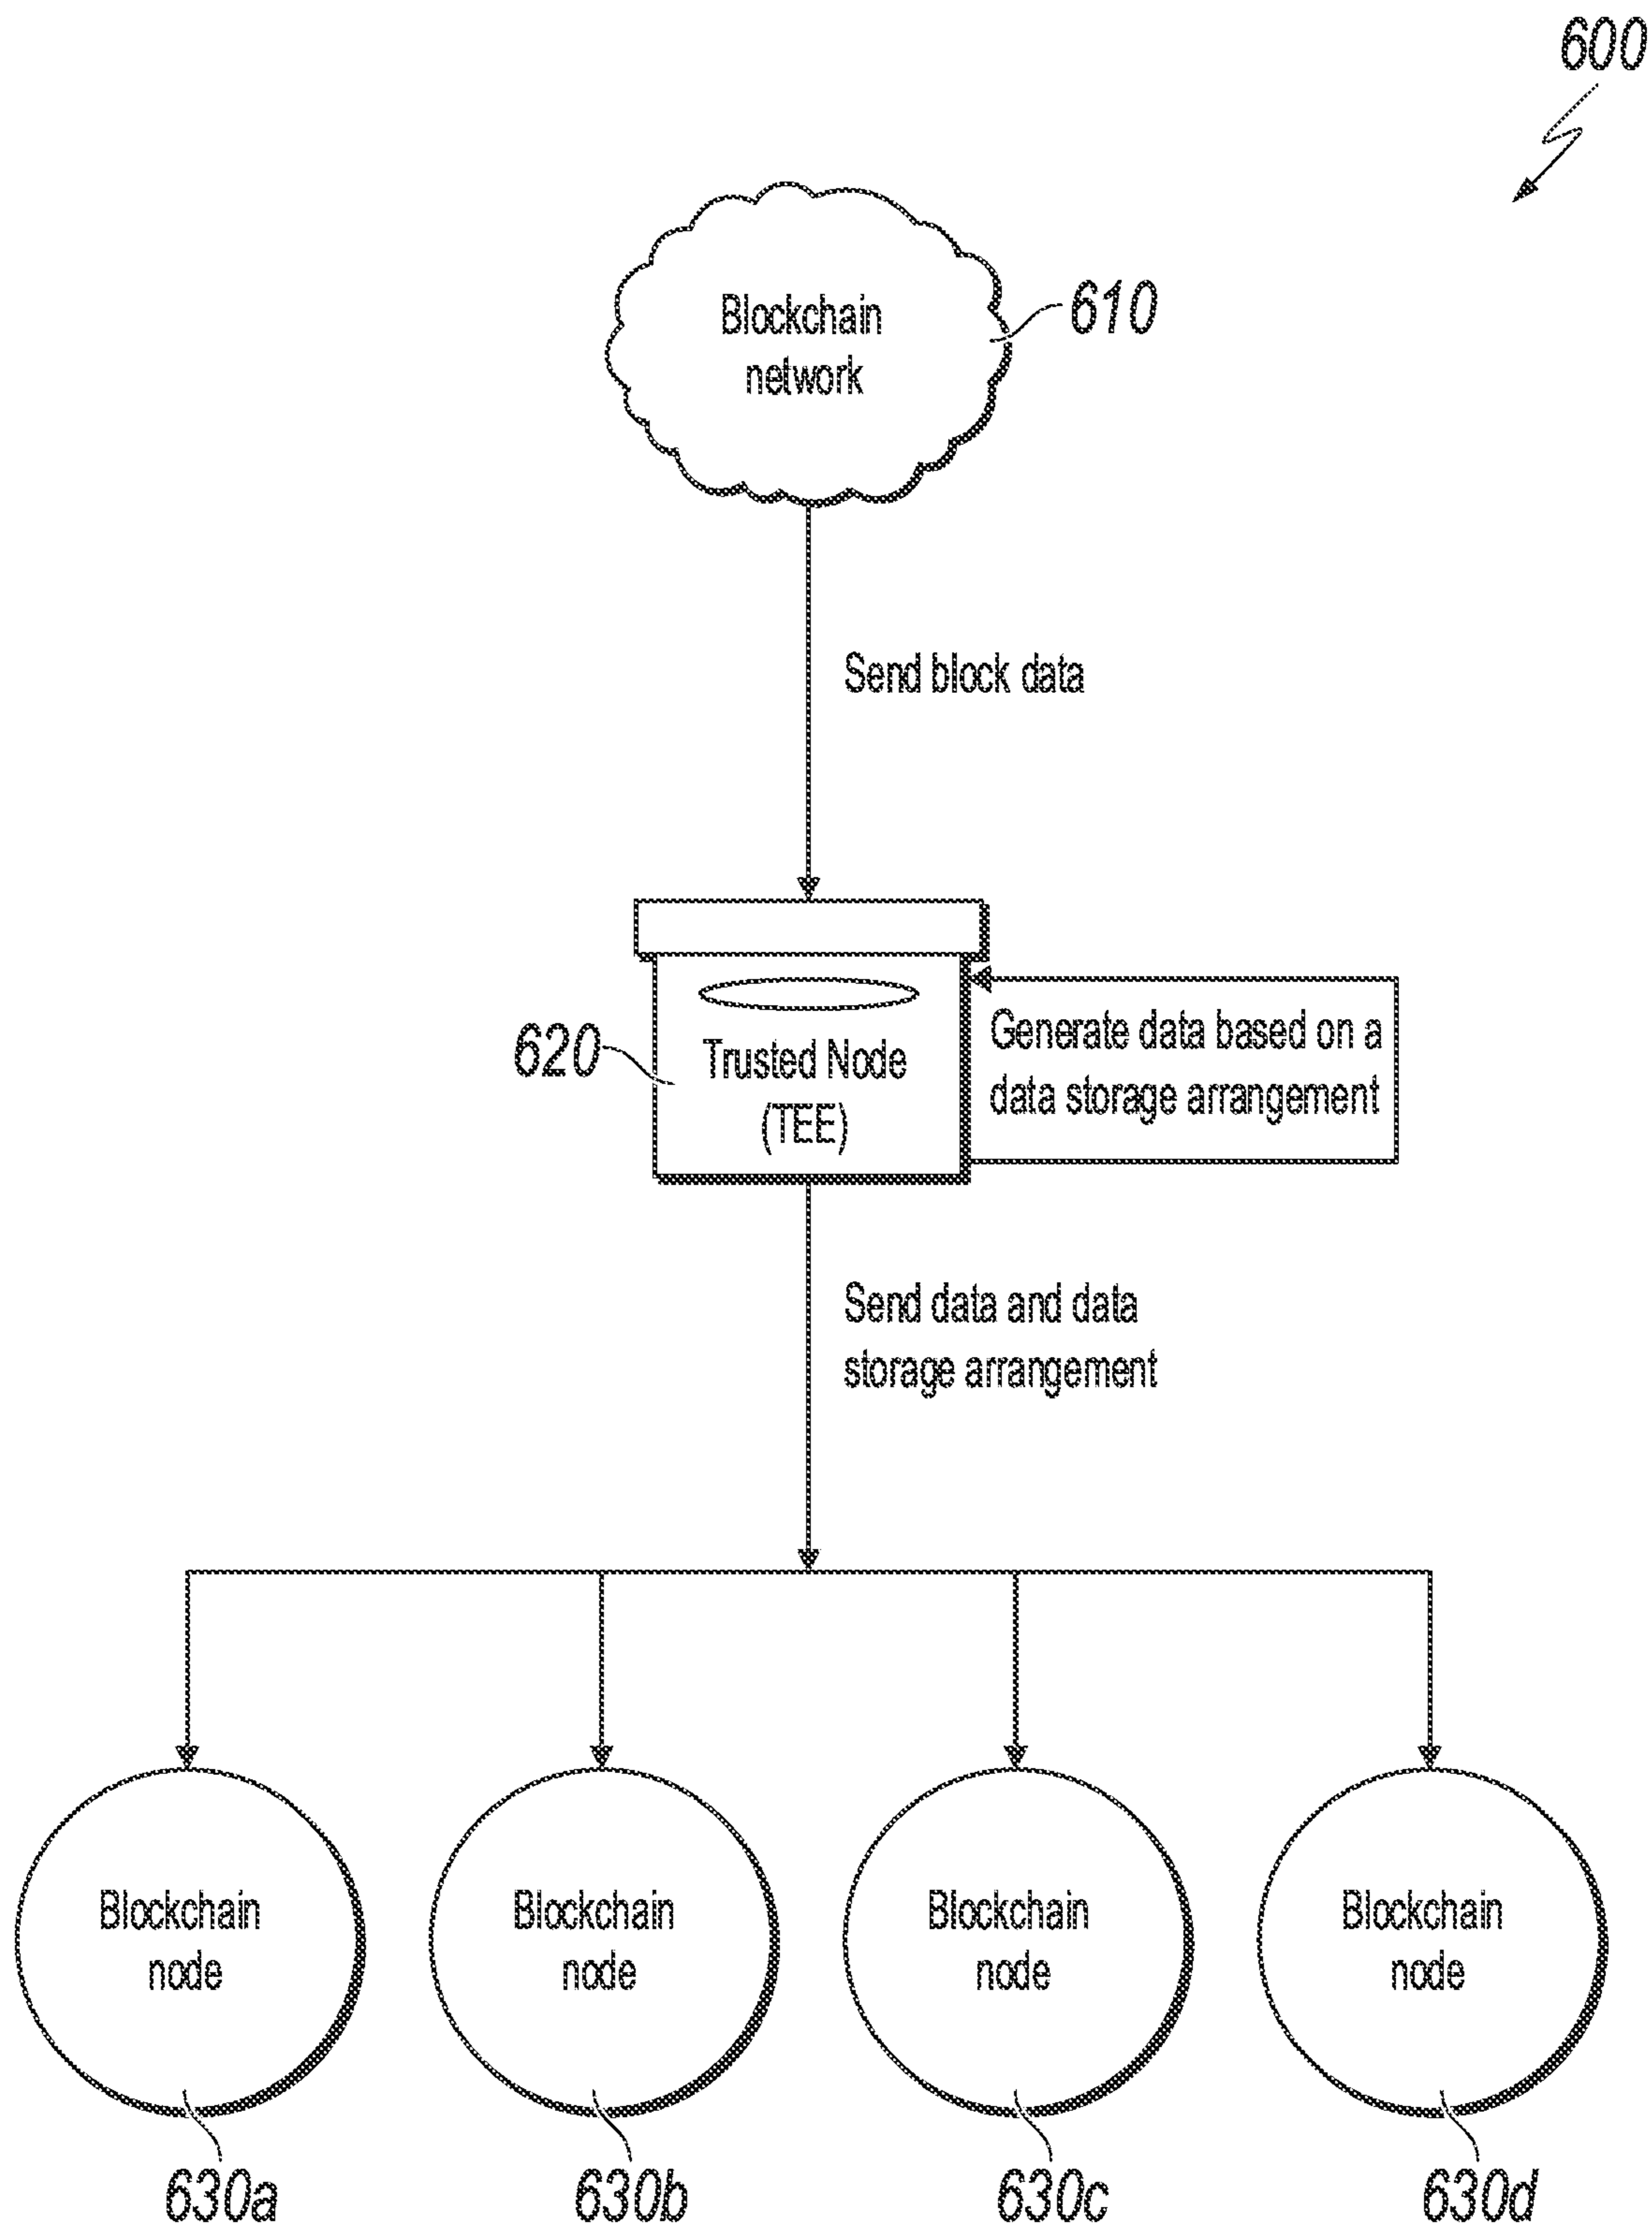 600
Blockchain
network
610
Send block data
620
Trusted Node
(TEE)
Generate data based on a
data storage arrangement
Send data and data
storage arrangement
Blockchain
node
Blockchain
node
Blockchain
node
Blockchain
node
630a
630b
630c
630d